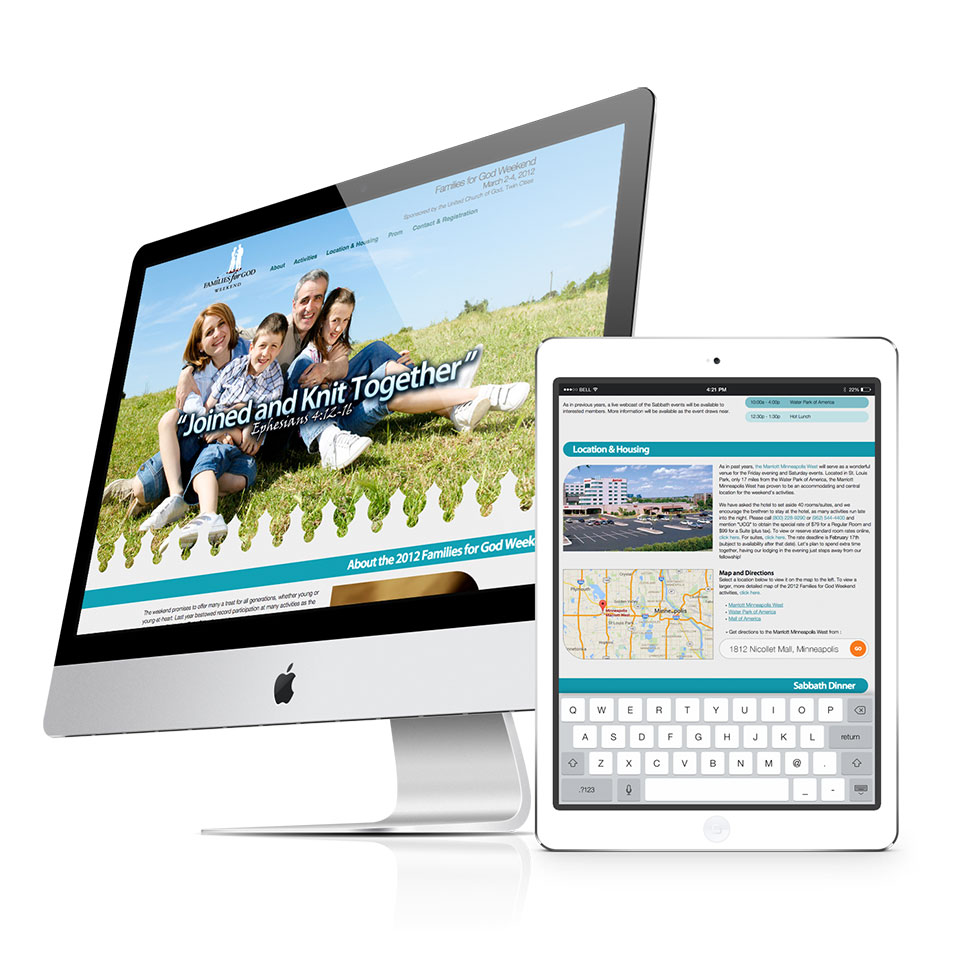 Families for God Weekend
March 2-4, 2012
Sponsored by the United Church of God, Twin Cities
FAMILIES for GOD
WEEKEND
About Activities Location & Housing Prom Contact & Registration
“Joined and Knit Together”
Ephesians 4:12-16
About the 2012 Families for God Week
The weekend promises to offer many a treat for all generations, whether young or
young-at-heart. Last year bestowed record participation at many activities as the
BELL 4:21 PM 22%
As in previous years, a live webcast of the Sabbath events will be available to
interested members. More information will be available as the event draws near.
10:00a - 4:00p Water Park of America
12:30p - 1:30p Hot Lunch
Location & Housing
As in past years, the Marriott Minneapolis West will serve as a wonderful
venue for the Friday evening and Saturday events. Located in St. Louis
Park, only 17 miles from the Water Park of America, the Marriott
Minneapolis West has proven to be an accommodating and central
location for the weekend's activities.
We have asked the hotel to set aside 40 rooms/suites, and we
encourage the brethren to stay at the hotel, as many activities run late
into the night. Please call (800) 228-9290 or (952) 544-4400 and
mention "UCG" to obtain the special rate of $79 for a Regular Room and
$99 for a Suite (plus tax). To view or reserve standard room rates online,
click here. For suites, click here. The rate deadline is February 17th
(subject to availability after that date). Let's plan to spend extra time
together, having our lodging in the evening just steps away from our
fellowship!
Map and Directions
Select a location below to view it on the map to the left. To view a
larger, more detailed map of the 2012 Families for God Weekend
activities, click here.
• Marriott Minneapolis West
• Water Park of America
• Mall of America
• Get directions to the Marriott Minneapolis West from :
1812 Nicollet Mall, Minneapolis GO
Crystal
Plymouth
Golden Valley
Minneapolis
Marriott West
Minneapolis
St Louis Park
Sabbath Dinner
Q W E R T Y U I O P
A S D F G H J K L return
Z X C V B N M @ .
.?123 _ -